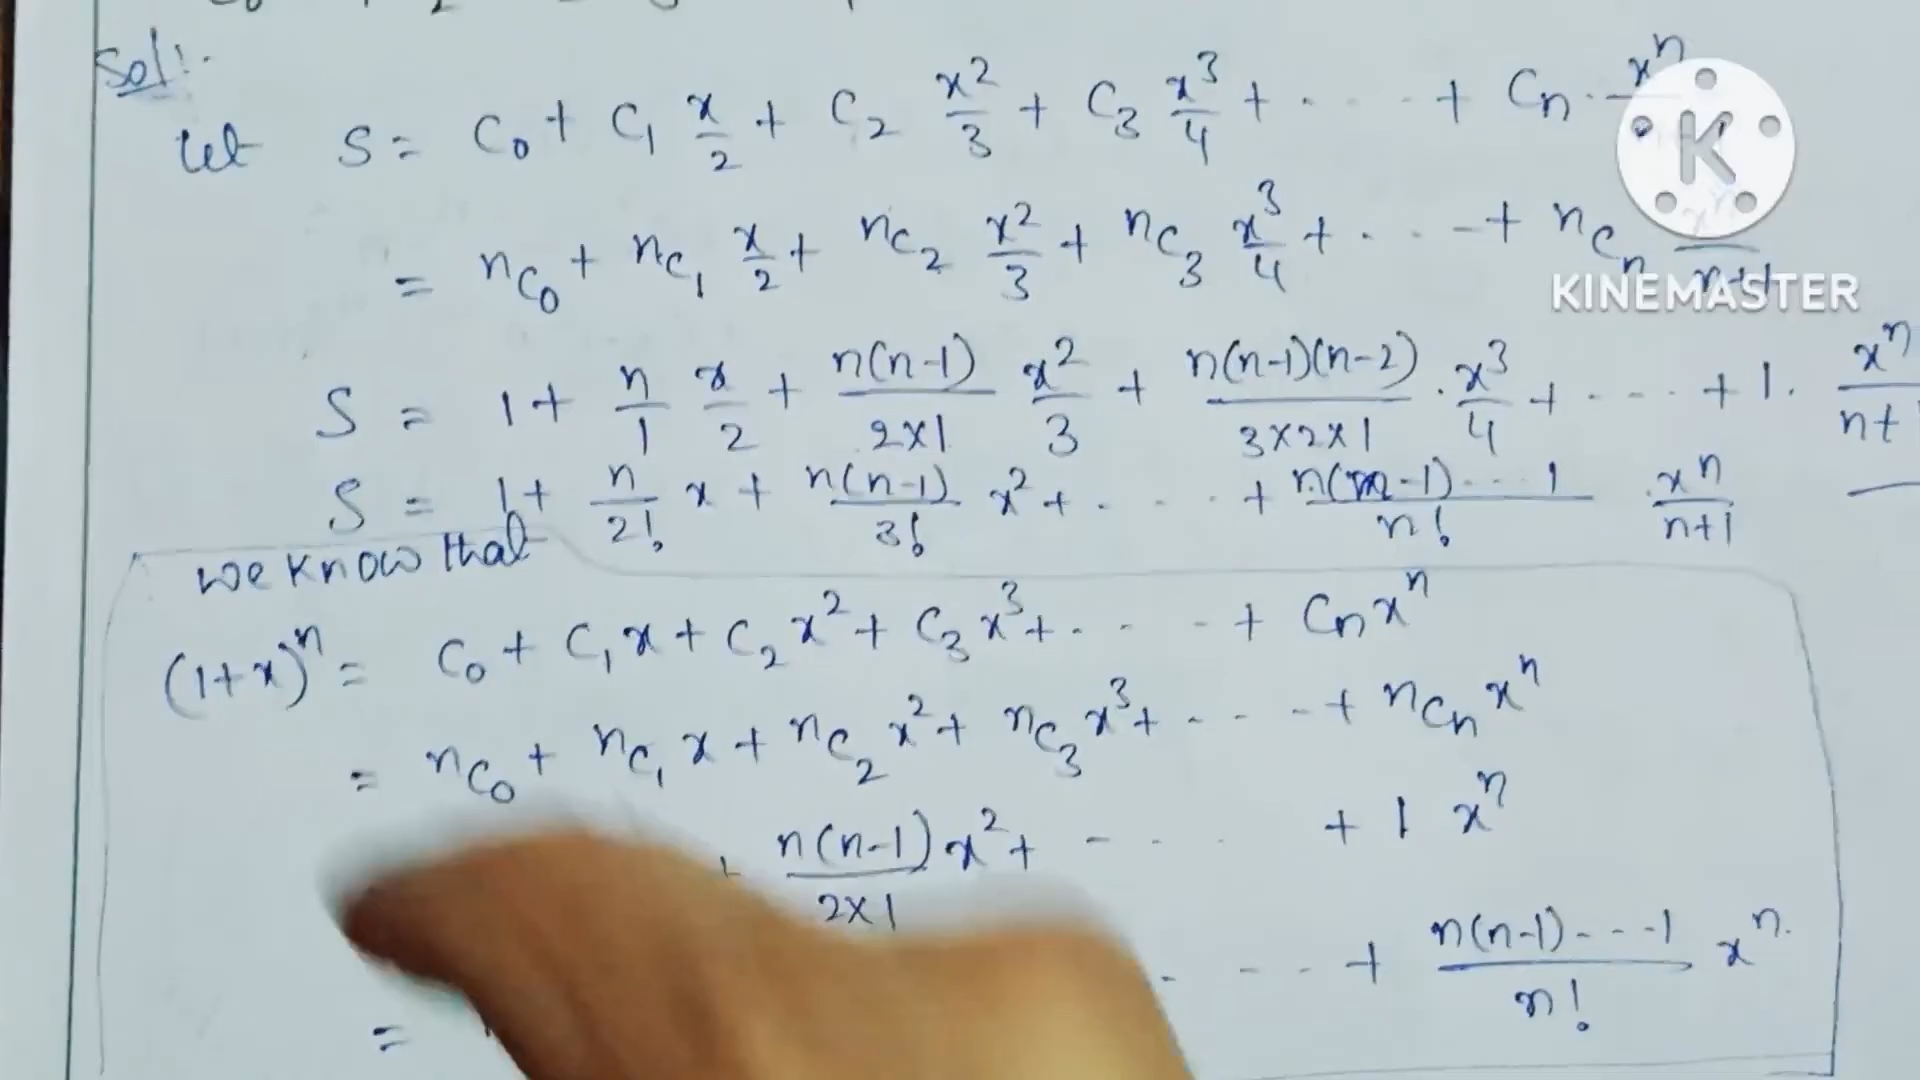 Sol:-
Let S = C₀ + C₁ x/2 + C₂ x²/3 + C₃ x³/4 + . . . . + Cₙ . xⁿ
= nC₀ + nC₁ x/2 + nC₂ x²/3 + nC₃ x³/4 + . . . - + nCₙ xⁿ/n+1
K
KINEMASTER
S = 1 + n/1 x/2 + n(n-1)/2×1 x²/3 + n(n-1)(n-2)/3×2×1 . x³/4 + . . . . + 1. xⁿ/n+1
S = 1 + n/2! x + n(n-1)/3! x² + . . . . + n(n-1)...1/n! xⁿ/n+1
we know that
(1+x)ⁿ = C₀ + C₁x + C₂x² + C₃x³ + . . . . + Cₙxⁿ
= nC₀ + nC₁ x + nC₂ x² + nC₃ x³ + - - - - + nCₙ xⁿ
+ n(n-1)/2×1 x² + - . . . + 1 xⁿ
. - - - + n(n-1)- - -1/n! xⁿ.
=